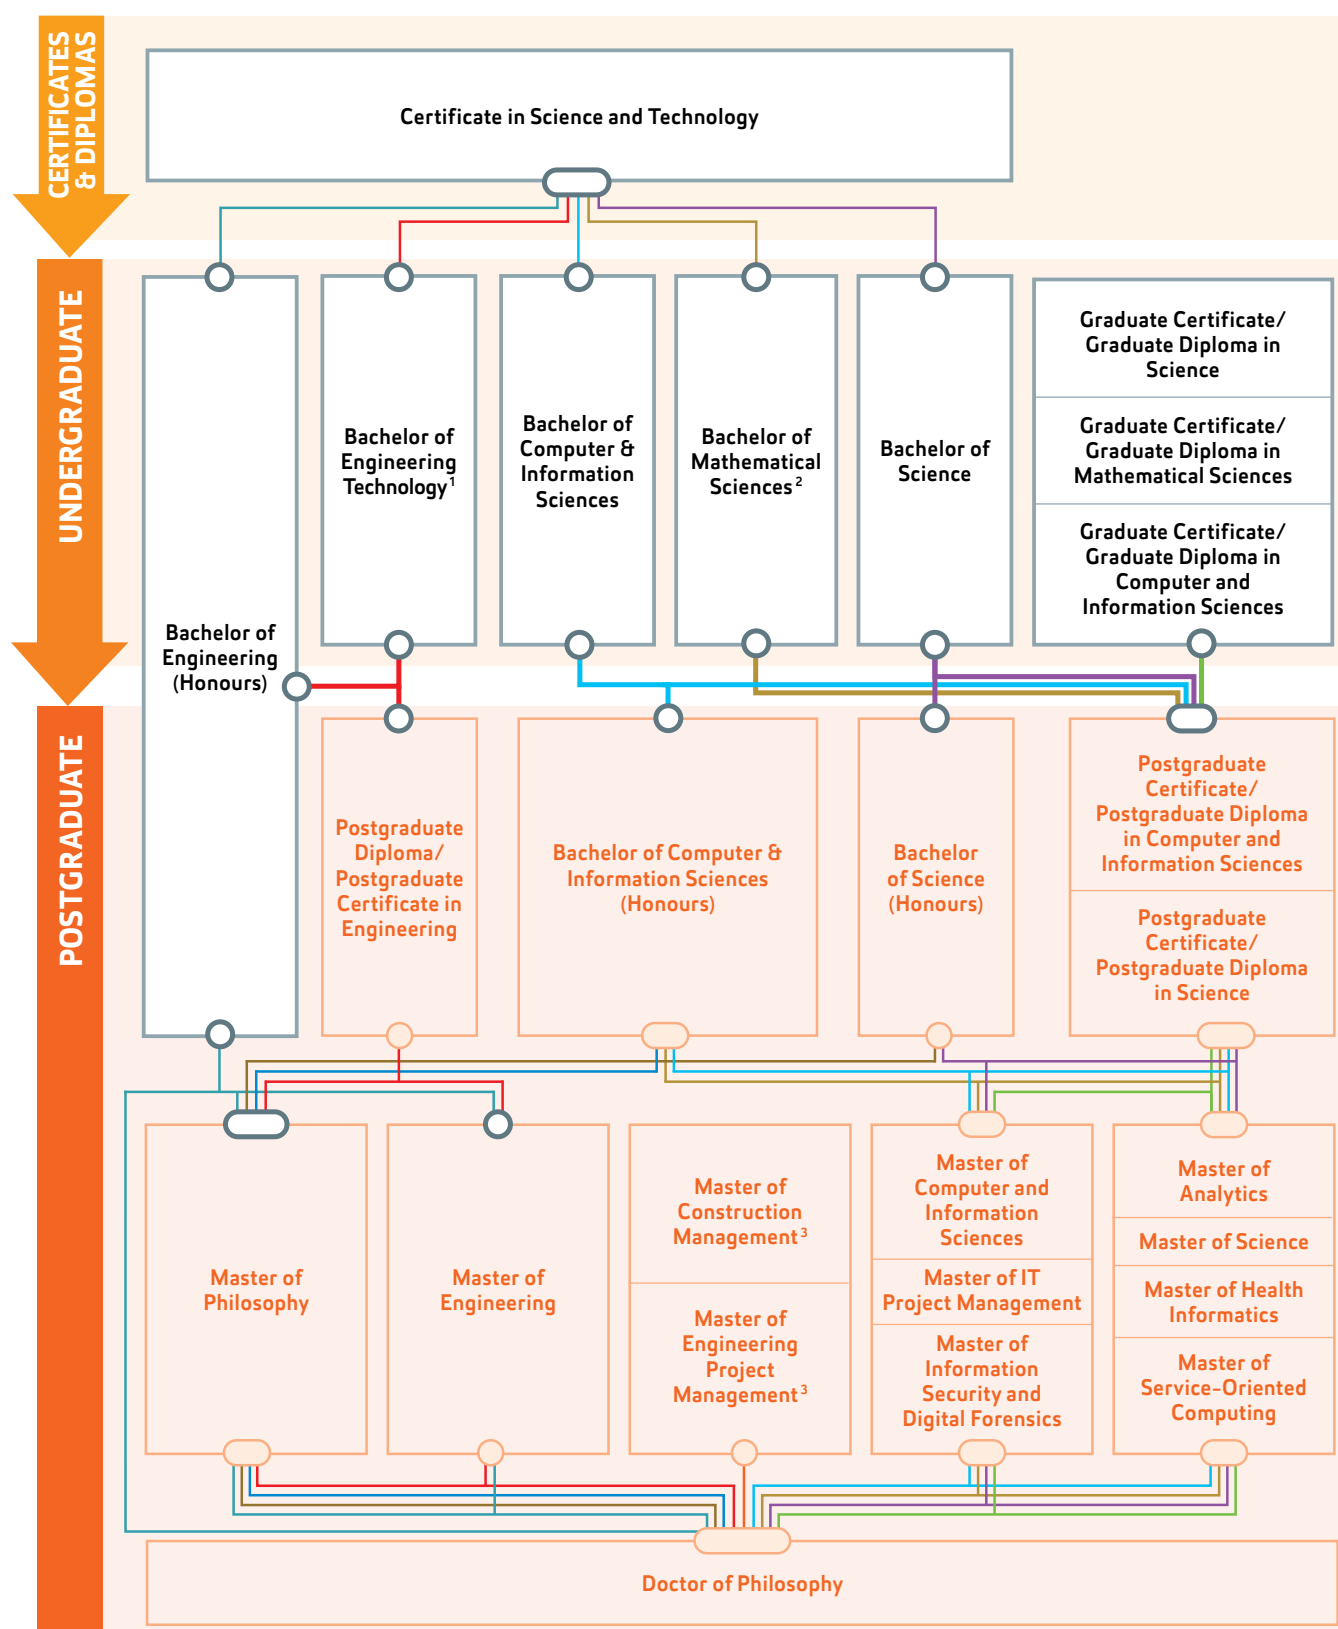 CERTIFICATES
& DIPLOMAS
Certificate in Science and Technology
UNDERGRADUATE
Bachelor of
Engineering
(Honours)
Bachelor of
Engineering
Technology¹
Bachelor of
Computer &
Information
Sciences
Bachelor of
Mathematical
Sciences²
Bachelor of
Science
Graduate Certificate/
Graduate Diploma in
Science
Graduate Certificate/
Graduate Diploma in
Mathematical Sciences
Graduate Certificate/
Graduate Diploma in
Computer and
Information Sciences
POSTGRADUATE
Postgraduate
Diploma/
Postgraduate
Certificate in
Engineering
Bachelor of Computer &
Information Sciences
(Honours)
Bachelor
of Science
(Honours)
Postgraduate
Certificate/
Postgraduate Diploma
in Computer and
Information Sciences
Postgraduate
Certificate/
Postgraduate Diploma
in Science
Master of
Philosophy
Master of
Engineering
Master of
Construction
Management³
Master of
Engineering
Project
Management³
Master of
Computer and
Information
Sciences
Master of IT
Project Management
Master of
Information
Security and
Digital Forensics
Master of
Analytics
Master of Science
Master of Health
Informatics
Master of
Service-Oriented
Computing
Doctor of Philosophy